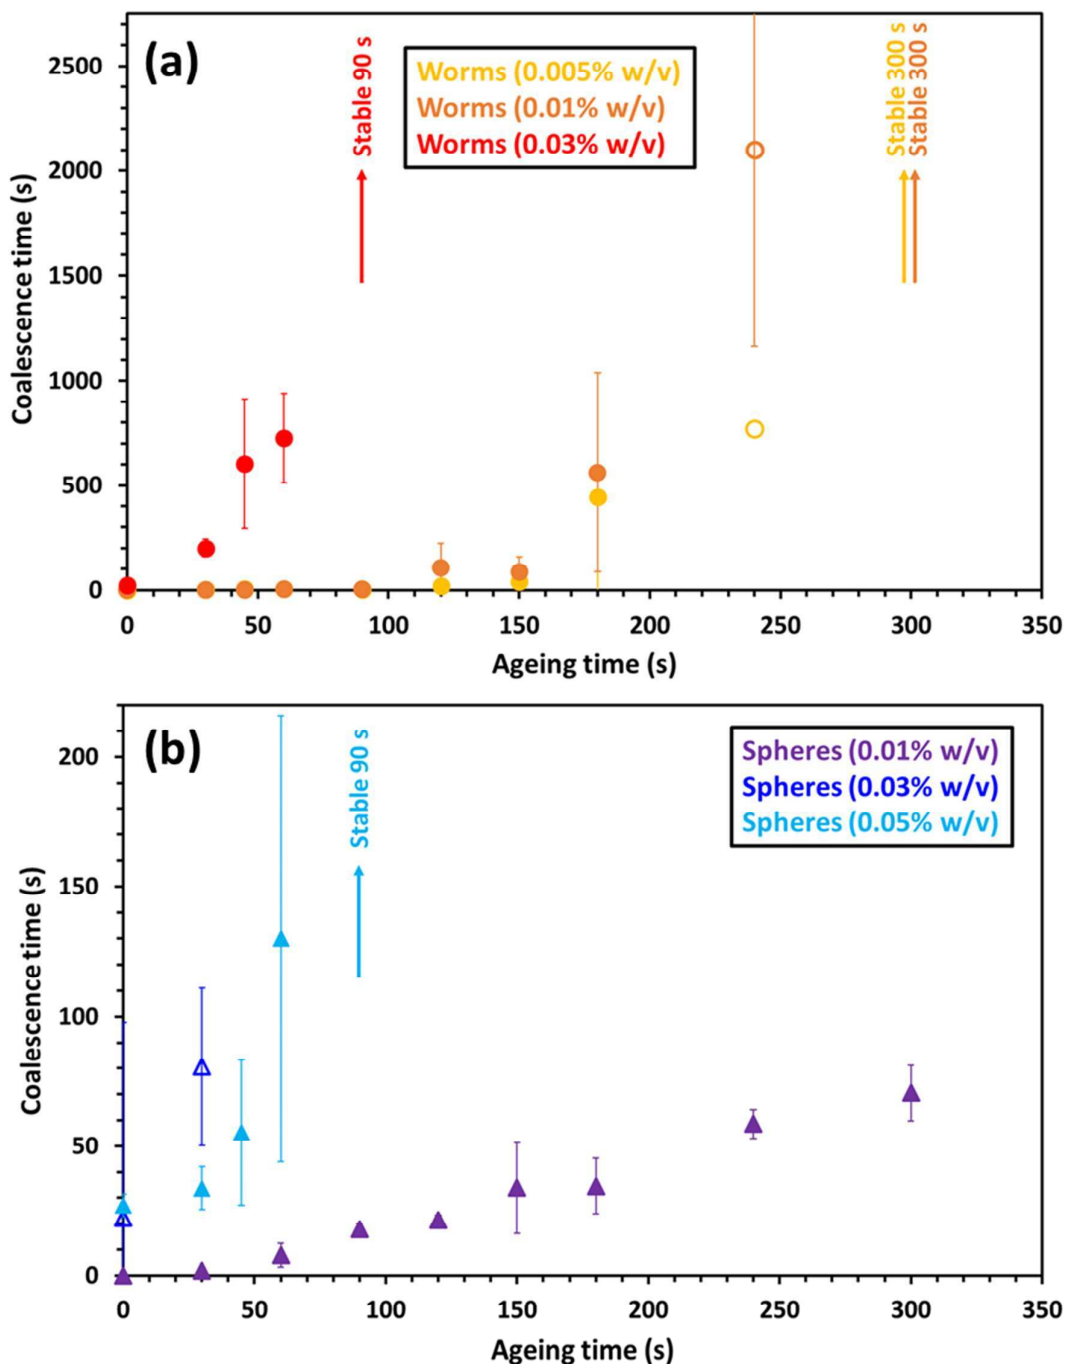 (a)
Worms (0.005% w/v)
Worms (0.01% w/v)
Worms (0.03% w/v)
Stable 90 s
Stable 300 s
Stable 300 s
Coalescence time (s)
2500
2000
1500
1000
500
0
0 50 100 150 200 250 300 350
Ageing time (s)
(b)
Spheres (0.01% w/v)
Spheres (0.03% w/v)
Spheres (0.05% w/v)
Stable 90 s
Coalescence time (s)
200
150
100
50
0
0 50 100 150 200 250 300 350
Ageing time (s)